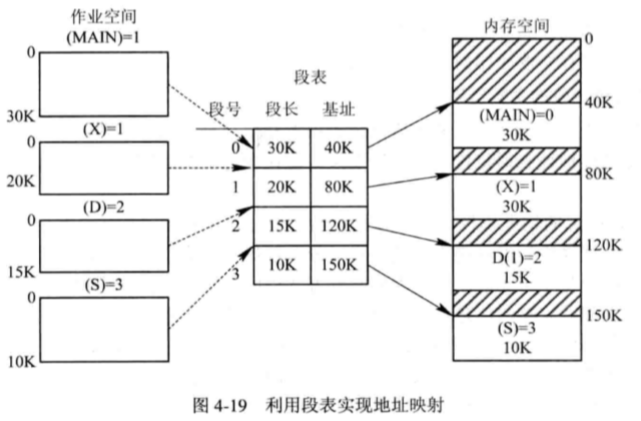 作业空间
(MAIN)=1
0
30K
(X)=1
0
20K
(D)=2
0
15K
(S)=3
0
10K
段表
段号 段长 基址
0 30K 40K
1 20K 80K
2 15K 120K
3 10K 150K
内存空间
0
40K
(MAIN)=0
30K
80K
(X)=1
30K
120K
D(1)=2
15K
150K
(S)=3
10K
图 4-19 利用段表实现地址映射